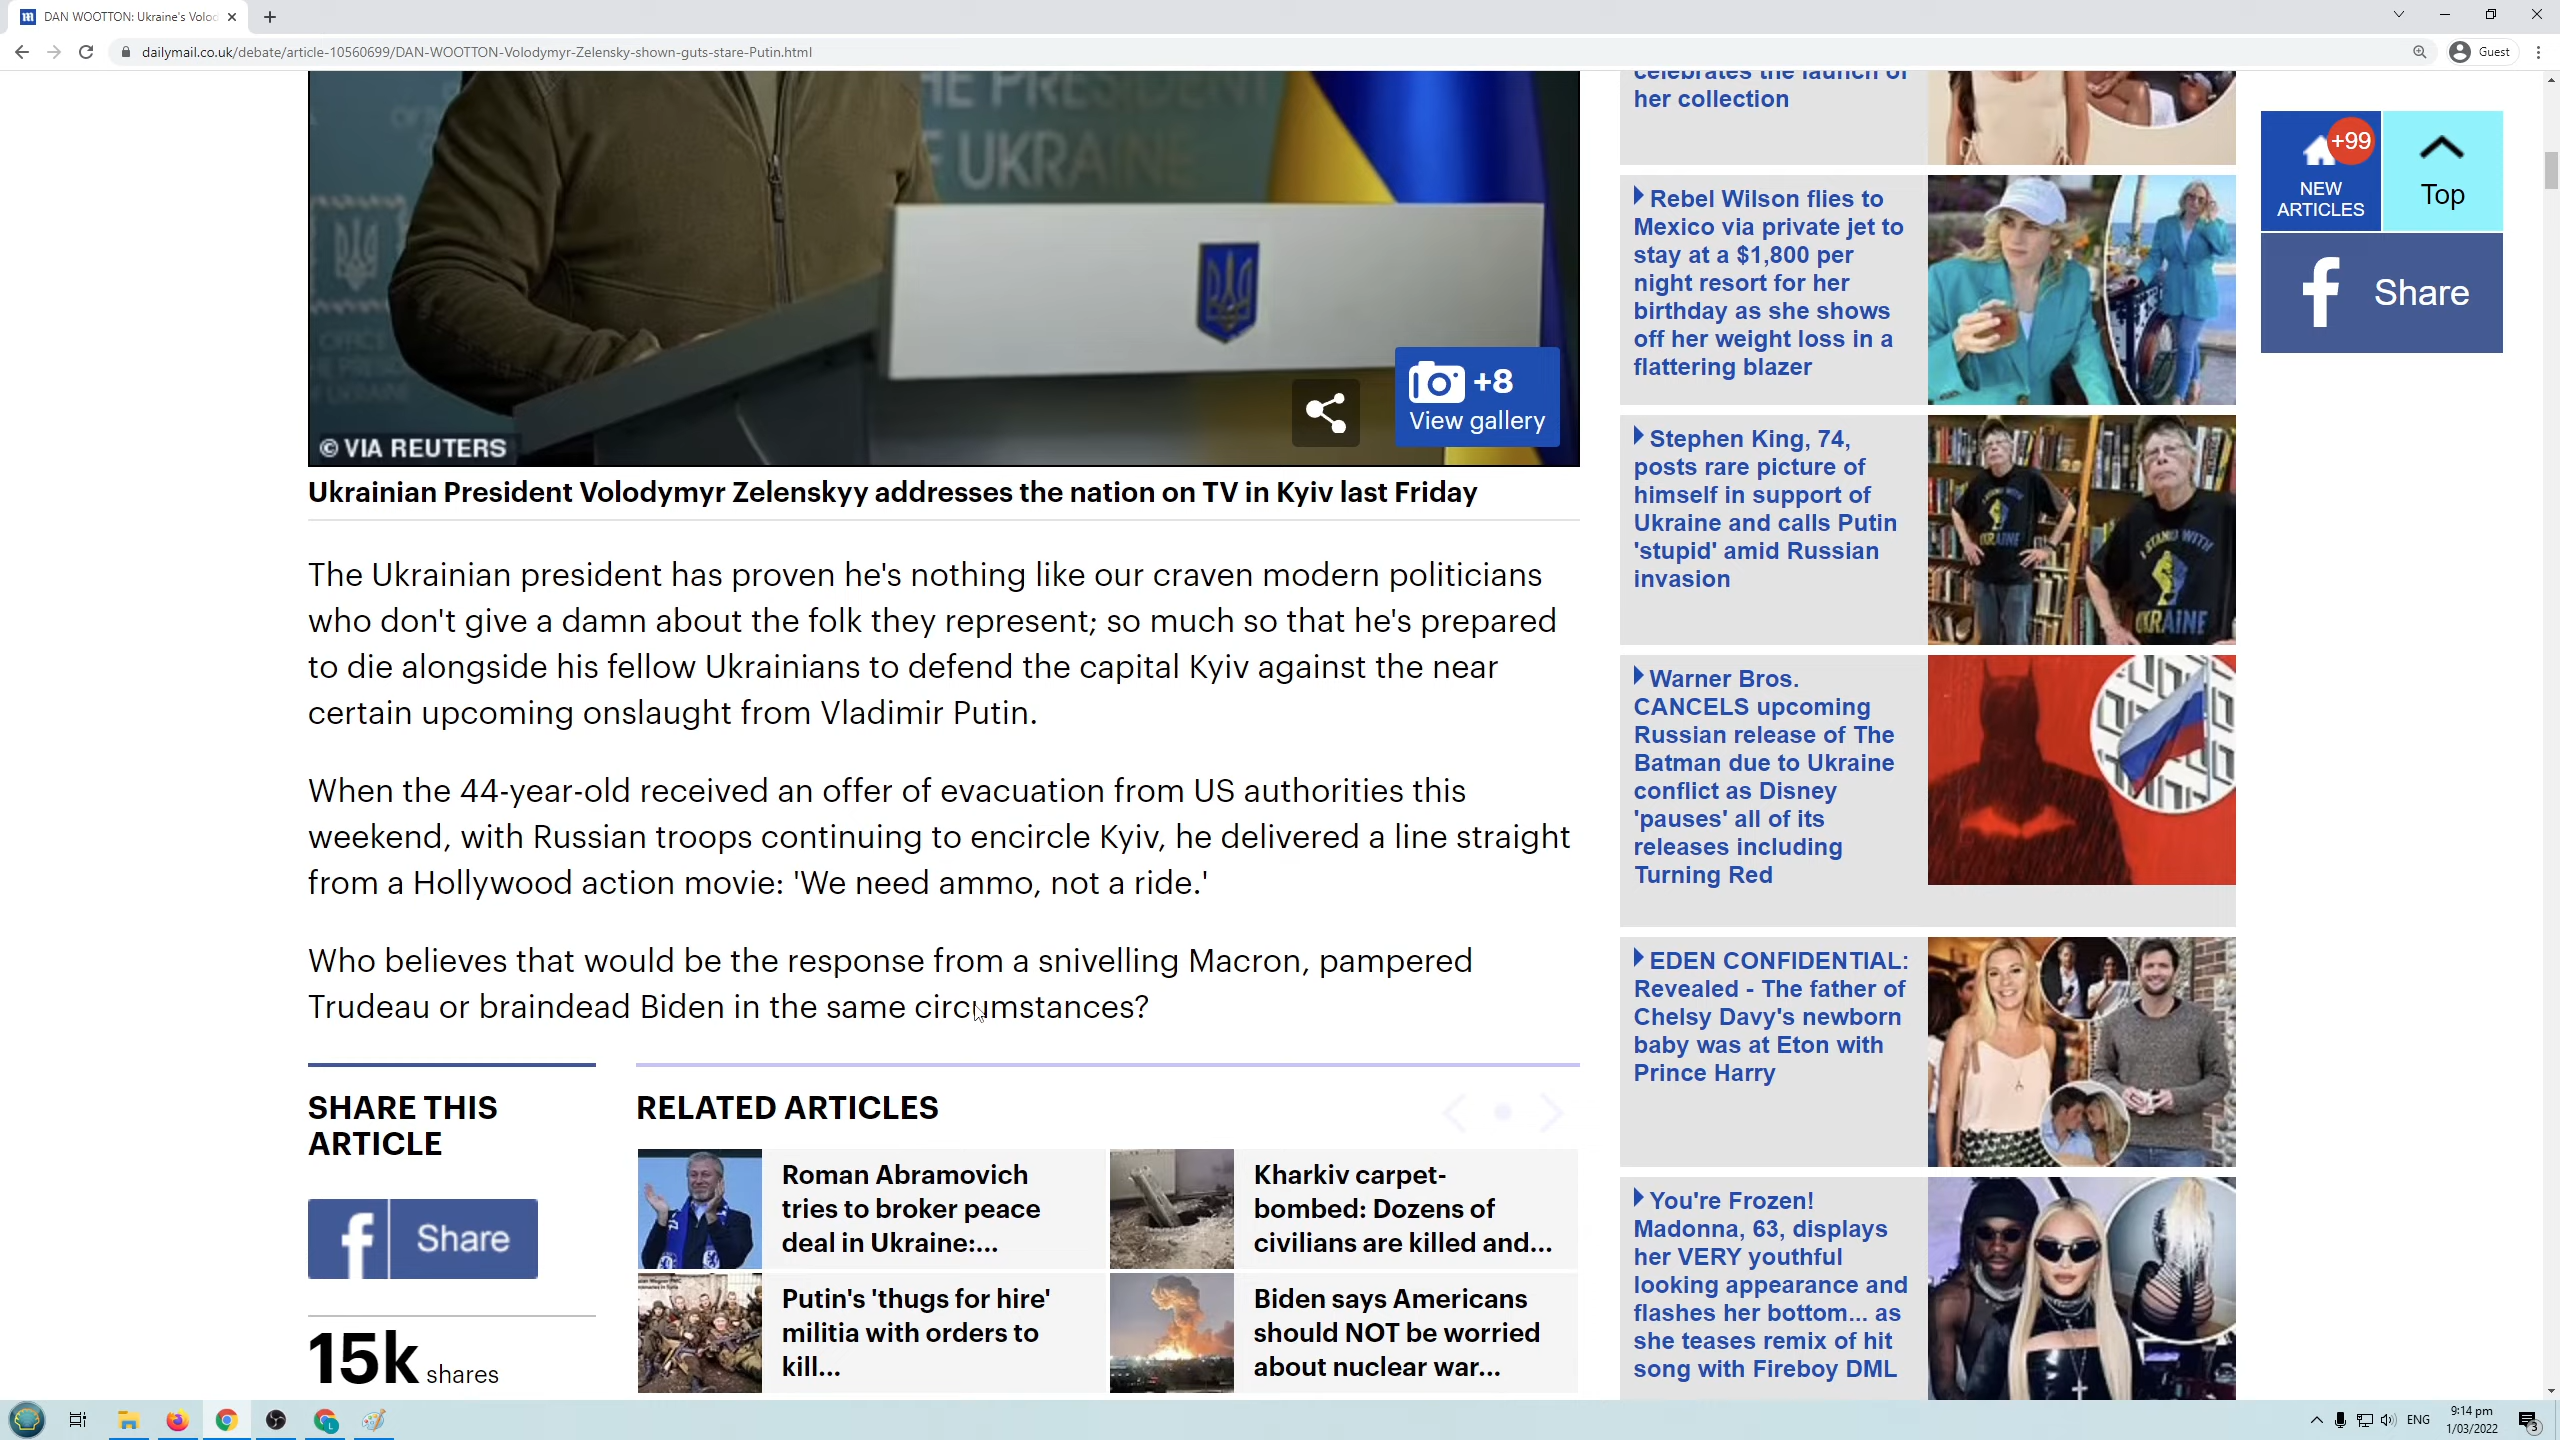 DAN WOOTTON: Ukraine's Volod
dailymail.co.uk/debate/article-10560699/DAN-WOOTTON-Volodymyr-Zelensky-shown-guts-stare-Putin.html
Guest
HE PRESIDENT
F UKRAINE
© VIA REUTERS
+8
View gallery
Ukrainian President Volodymyr Zelenskyy addresses the nation on TV in Kyiv last Friday
The Ukrainian president has proven he's nothing like our craven modern politicians
who don't give a damn about the folk they represent; so much so that he's prepared
to die alongside his fellow Ukrainians to defend the capital Kyiv against the near
certain upcoming onslaught from Vladimir Putin.
When the 44-year-old received an offer of evacuation from US authorities this
weekend, with Russian troops continuing to encircle Kyiv, he delivered a line straight
from a Hollywood action movie: 'We need ammo, not a ride.'
Who believes that would be the response from a snivelling Macron, pampered
Trudeau or braindead Biden in the same circumstances?
SHARE THIS
ARTICLE
Share
15k shares
RELATED ARTICLES
Roman Abramovich
tries to broker peace
deal in Ukraine:...
Kharkiv carpet-
bombed: Dozens of
civilians are killed and...
Putin's 'thugs for hire'
militia with orders to
kill...
Biden says Americans
should NOT be worried
about nuclear war...
celebrates the launch of
her collection
Rebel Wilson flies to
Mexico via private jet to
stay at a $1,800 per
night resort for her
birthday as she shows
off her weight loss in a
flattering blazer
Stephen King, 74,
posts rare picture of
himself in support of
Ukraine and calls Putin
'stupid' amid Russian
invasion
I STAND WITH
UKRAINE
Warner Bros.
CANCELS upcoming
Russian release of The
Batman due to Ukraine
conflict as Disney
'pauses' all of its
releases including
Turning Red
EDEN CONFIDENTIAL:
Revealed - The father of
Chelsy Davy's newborn
baby was at Eton with
Prince Harry
You're Frozen!
Madonna, 63, displays
her VERY youthful
looking appearance and
flashes her bottom... as
she teases remix of hit
song with Fireboy DML
+99
NEW
ARTICLES
Top
Share
ENG
9:14 pm
1/03/2022
3